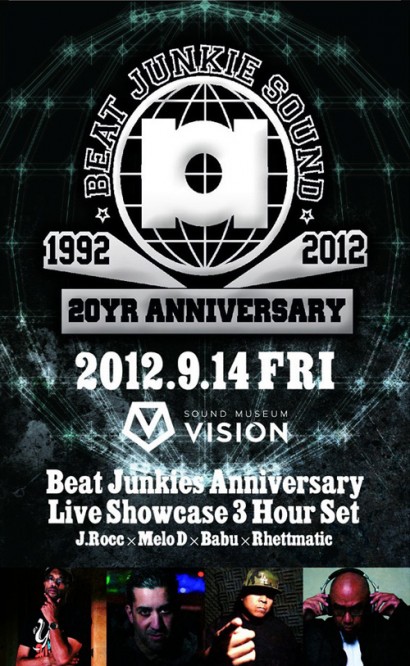 BEAT JUNKIE SOUND
1992
2012
20YR ANNIVERSARY
2012.9.14 FRI
SOUND MUSEUM
VISION
Beat Junkies Anniversary
Live Showcase 3 Hour Set
J.Rocc × Melo D × Babu × Rhettmatic